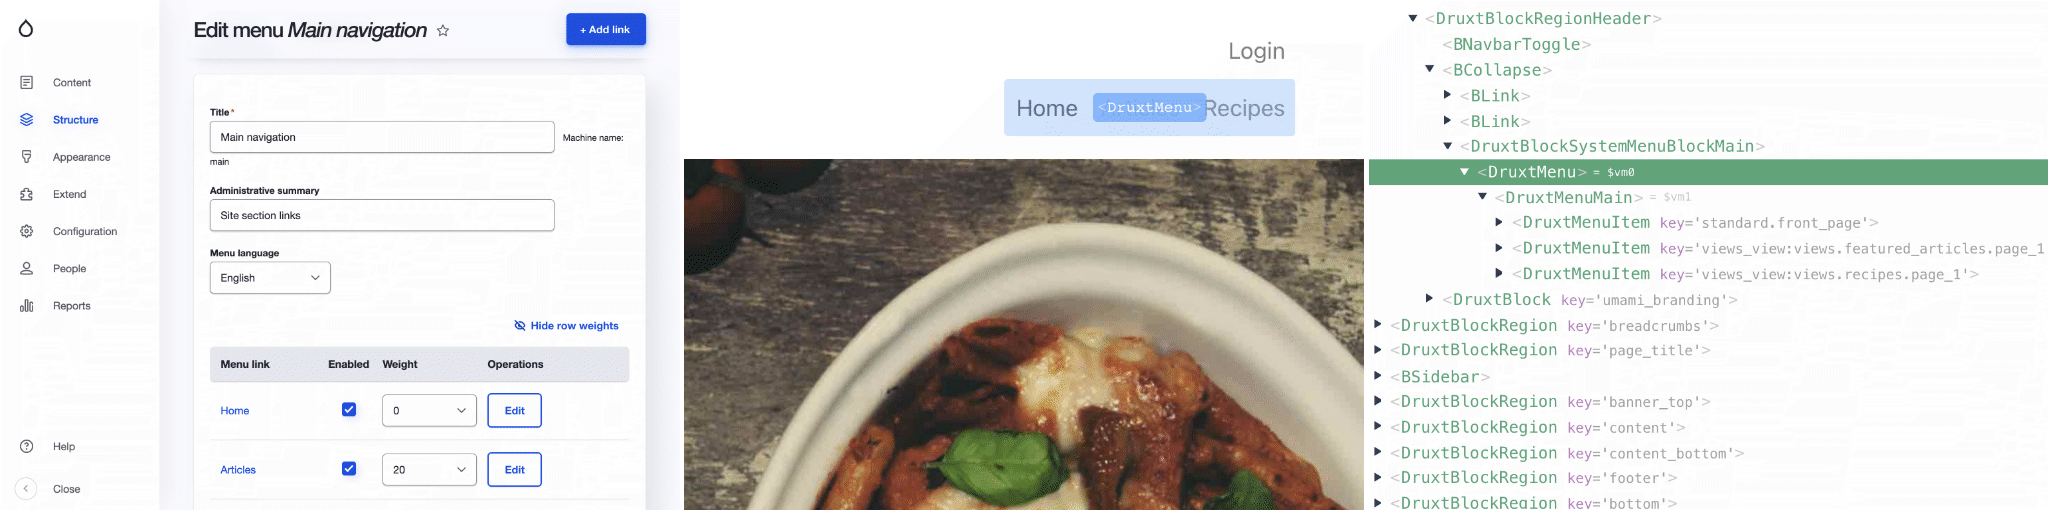 Content
Structure
Appearance
Extend
Configuration
People
Reports
Help
Close
Edit menu Main navigation
+ Add link
Title*
Main navigation
Machine name:
main
Administrative summary
Site section links
Menu language
English
Hide row weights
Menu link Enabled Weight Operations
Home 0 Edit
Articles 20 Edit
Login
Home <DruxtMenu> Recipes
<DruxtBlockRegionHeader>
<BNavbarToggle>
<BCollapse>
<BLink>
<BLink>
<DruxtBlockSystemMenuBlockMain>
<DruxtMenu> = $vm0
<DruxtMenuMain> = $vm1
<DruxtMenuItem key='standard.front_page'>
<DruxtMenuItem key='views_view:views.featured_articles.page_1
<DruxtMenuItem key='views_view:views.recipes.page_1'>
<DruxtBlock key='umami_branding'>
<DruxtBlockRegion key='breadcrumbs'>
<DruxtBlockRegion key='page_title'>
<BSidebar>
<DruxtBlockRegion key='banner_top'>
<DruxtBlockRegion key='content'>
<DruxtBlockRegion key='content_bottom'>
<DruxtBlockRegion key='footer'>
<DruxtBlockRegion key='bottom'>